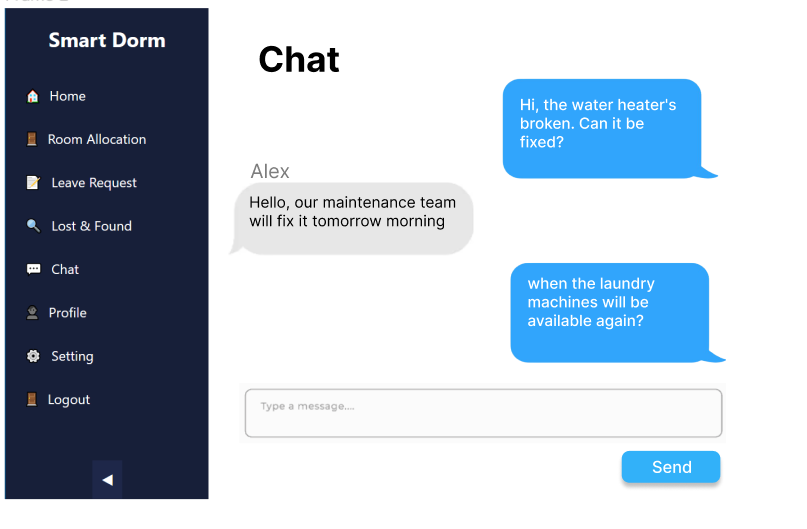 Smart Dorm
Home
Room Allocation
Leave Request
Lost & Found
Chat
Profile
Setting
Logout
Chat
Hi, the water heater's
broken. Can it be
fixed?
Alex
Hello, our maintenance team
will fix it tomorrow morning
when the laundry
machines will be
available again?
Type a message....
Send